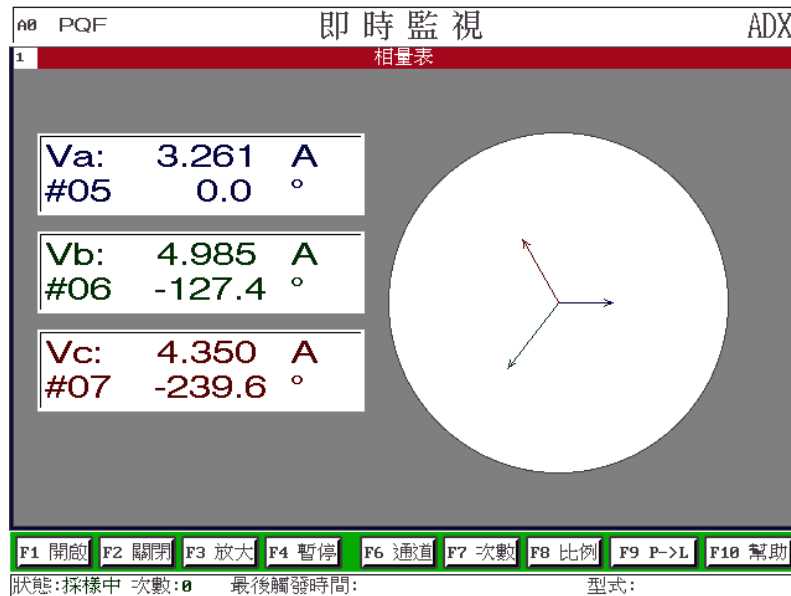 A0 PQF 即時監視 ADX
1 相量表
Va: 3.261 A
#05 0.0 °
Vb: 4.985 A
#06 -127.4 °
Vc: 4.350 A
#07 -239.6 °
F1 開啟 F2 關閉 F3 放大 F4 暫停 F6 通道 F7 次數 F8 比例 F9 P->L F10 幫助
狀態:採樣中 次數:0 最後觸發時間: 型式: